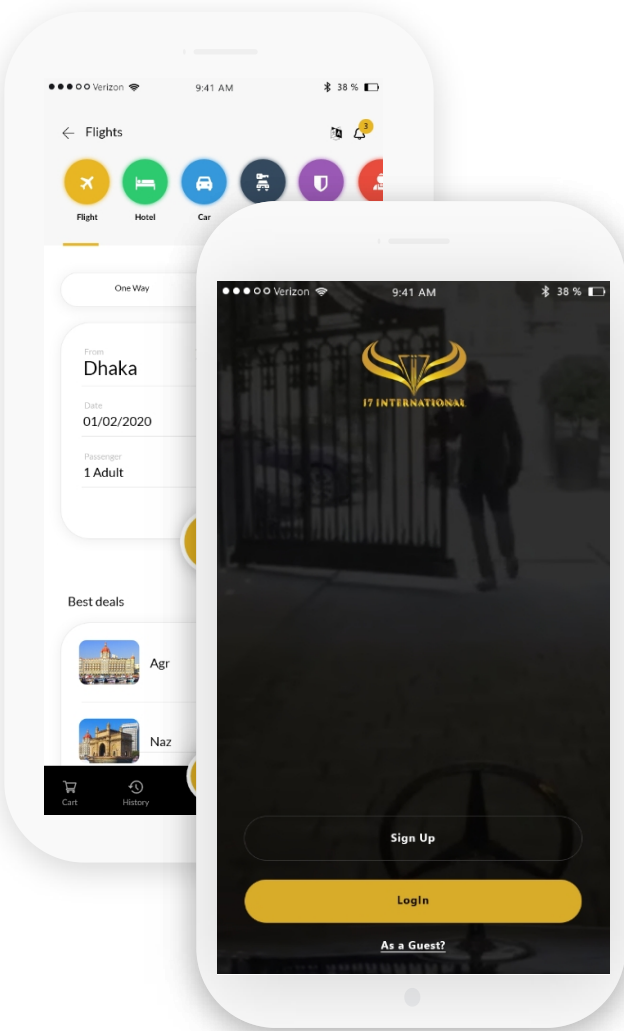 Verizon 9:41 AM 38 %
Flights 3
Flight Hotel Car
One Way
From
Dhaka
Date
01/02/2020
Passenger
1 Adult
Best deals
Agr
Naz
Cart History
Verizon 9:41 AM 38 %
I7 INTERNATIONAL
Sign Up
LogIn
As a Guest?